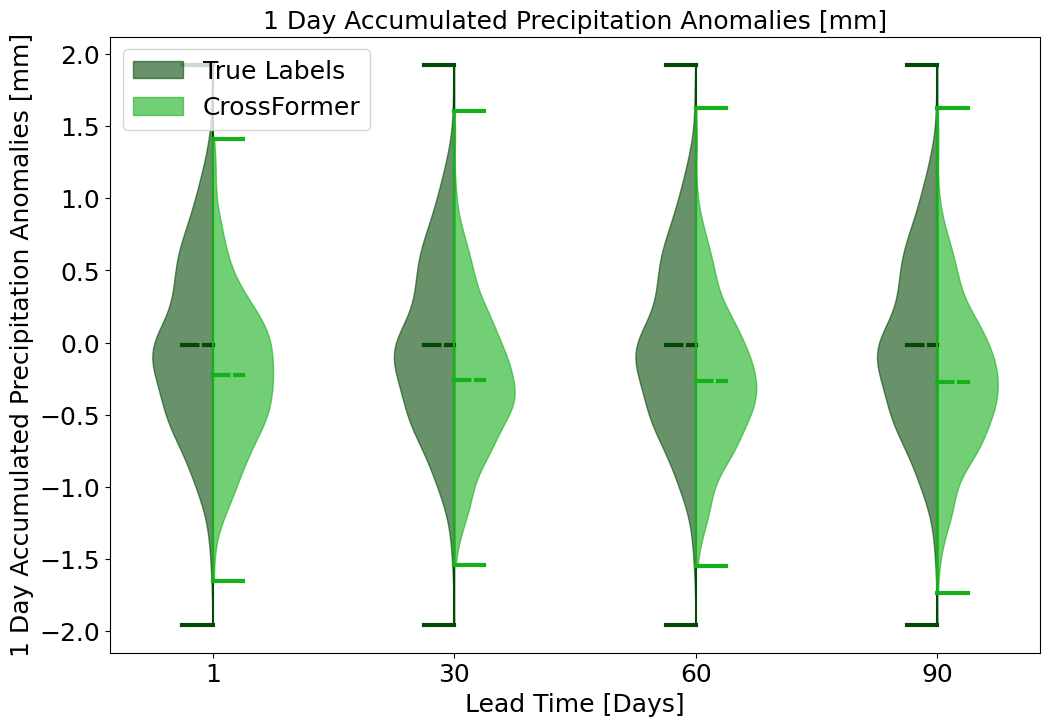 1 Day Accumulated Precipitation Anomalies [mm]
True Labels
CrossFormer
1 Day Accumulated Precipitation Anomalies [mm]
2.0
1.5
1.0
0.5
0.0
−0.5
−1.0
−1.5
−2.0
1 30 60 90
Lead Time [Days]